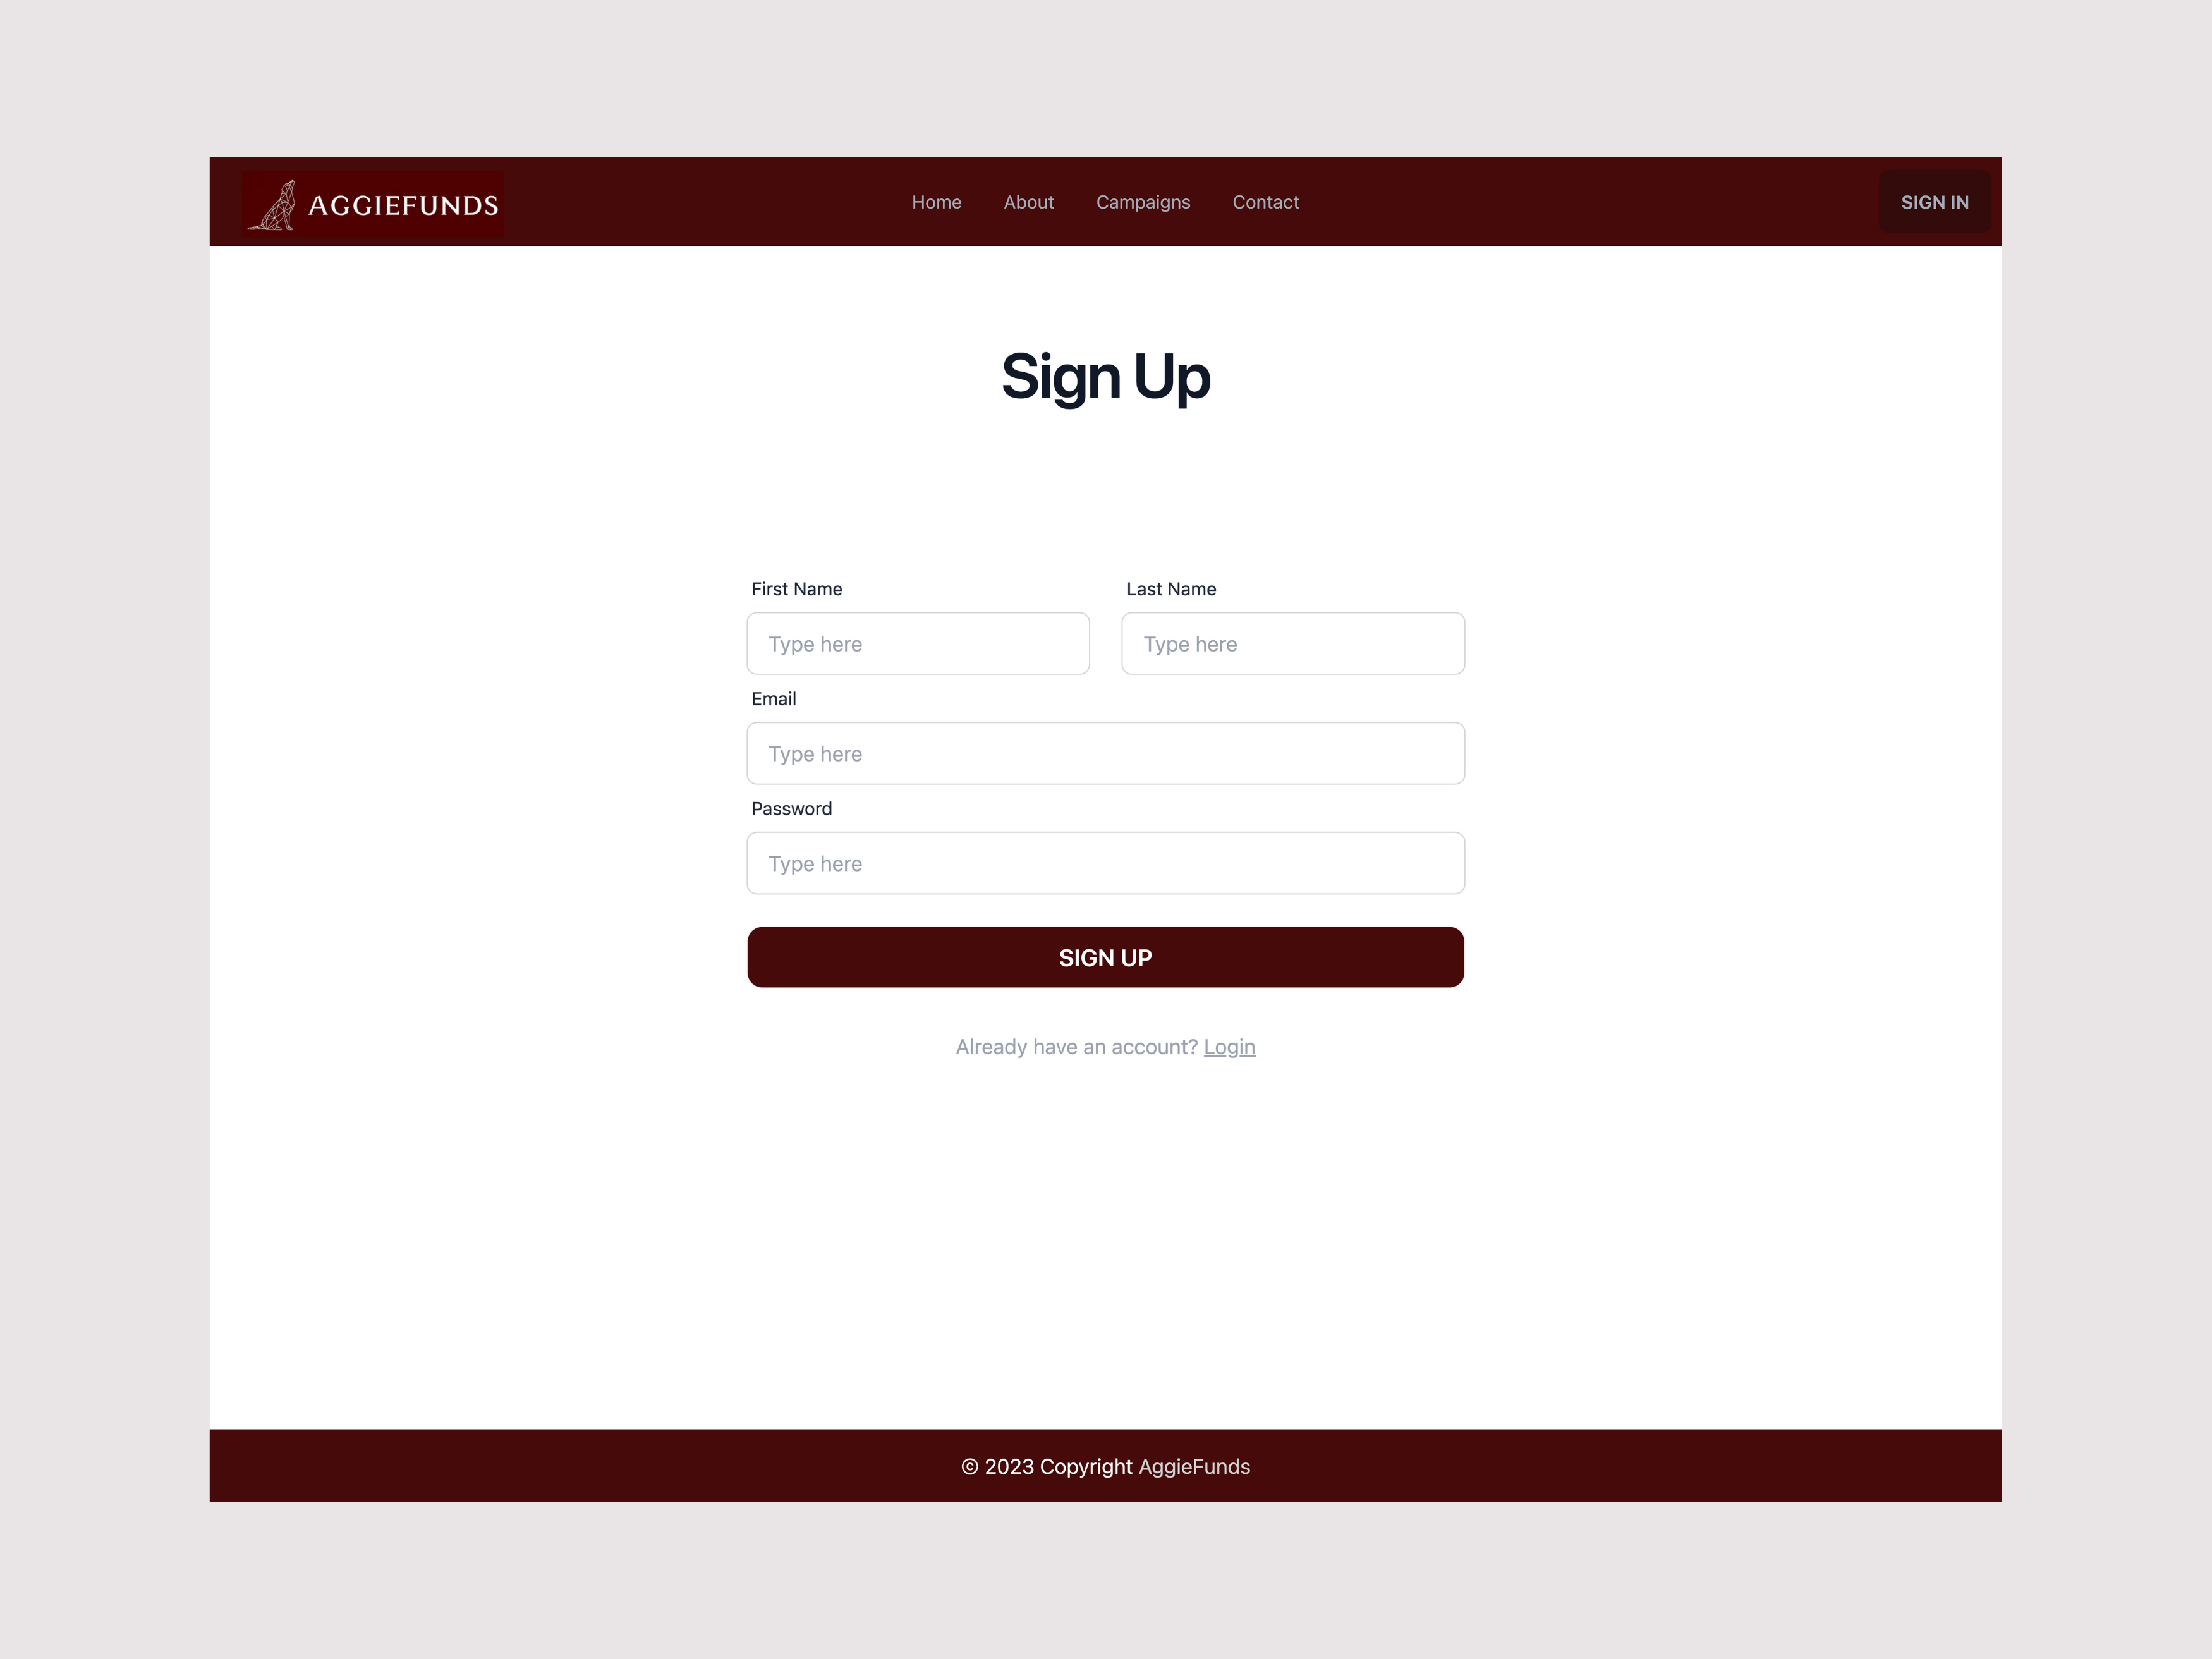 AGGIEFUNDS
Home About Campaigns Contact
SIGN IN
Sign Up
First Name Last Name
Type here Type here
Email
Type here
Password
Type here
SIGN UP
Already have an account? Login
© 2023 Copyright AggieFunds